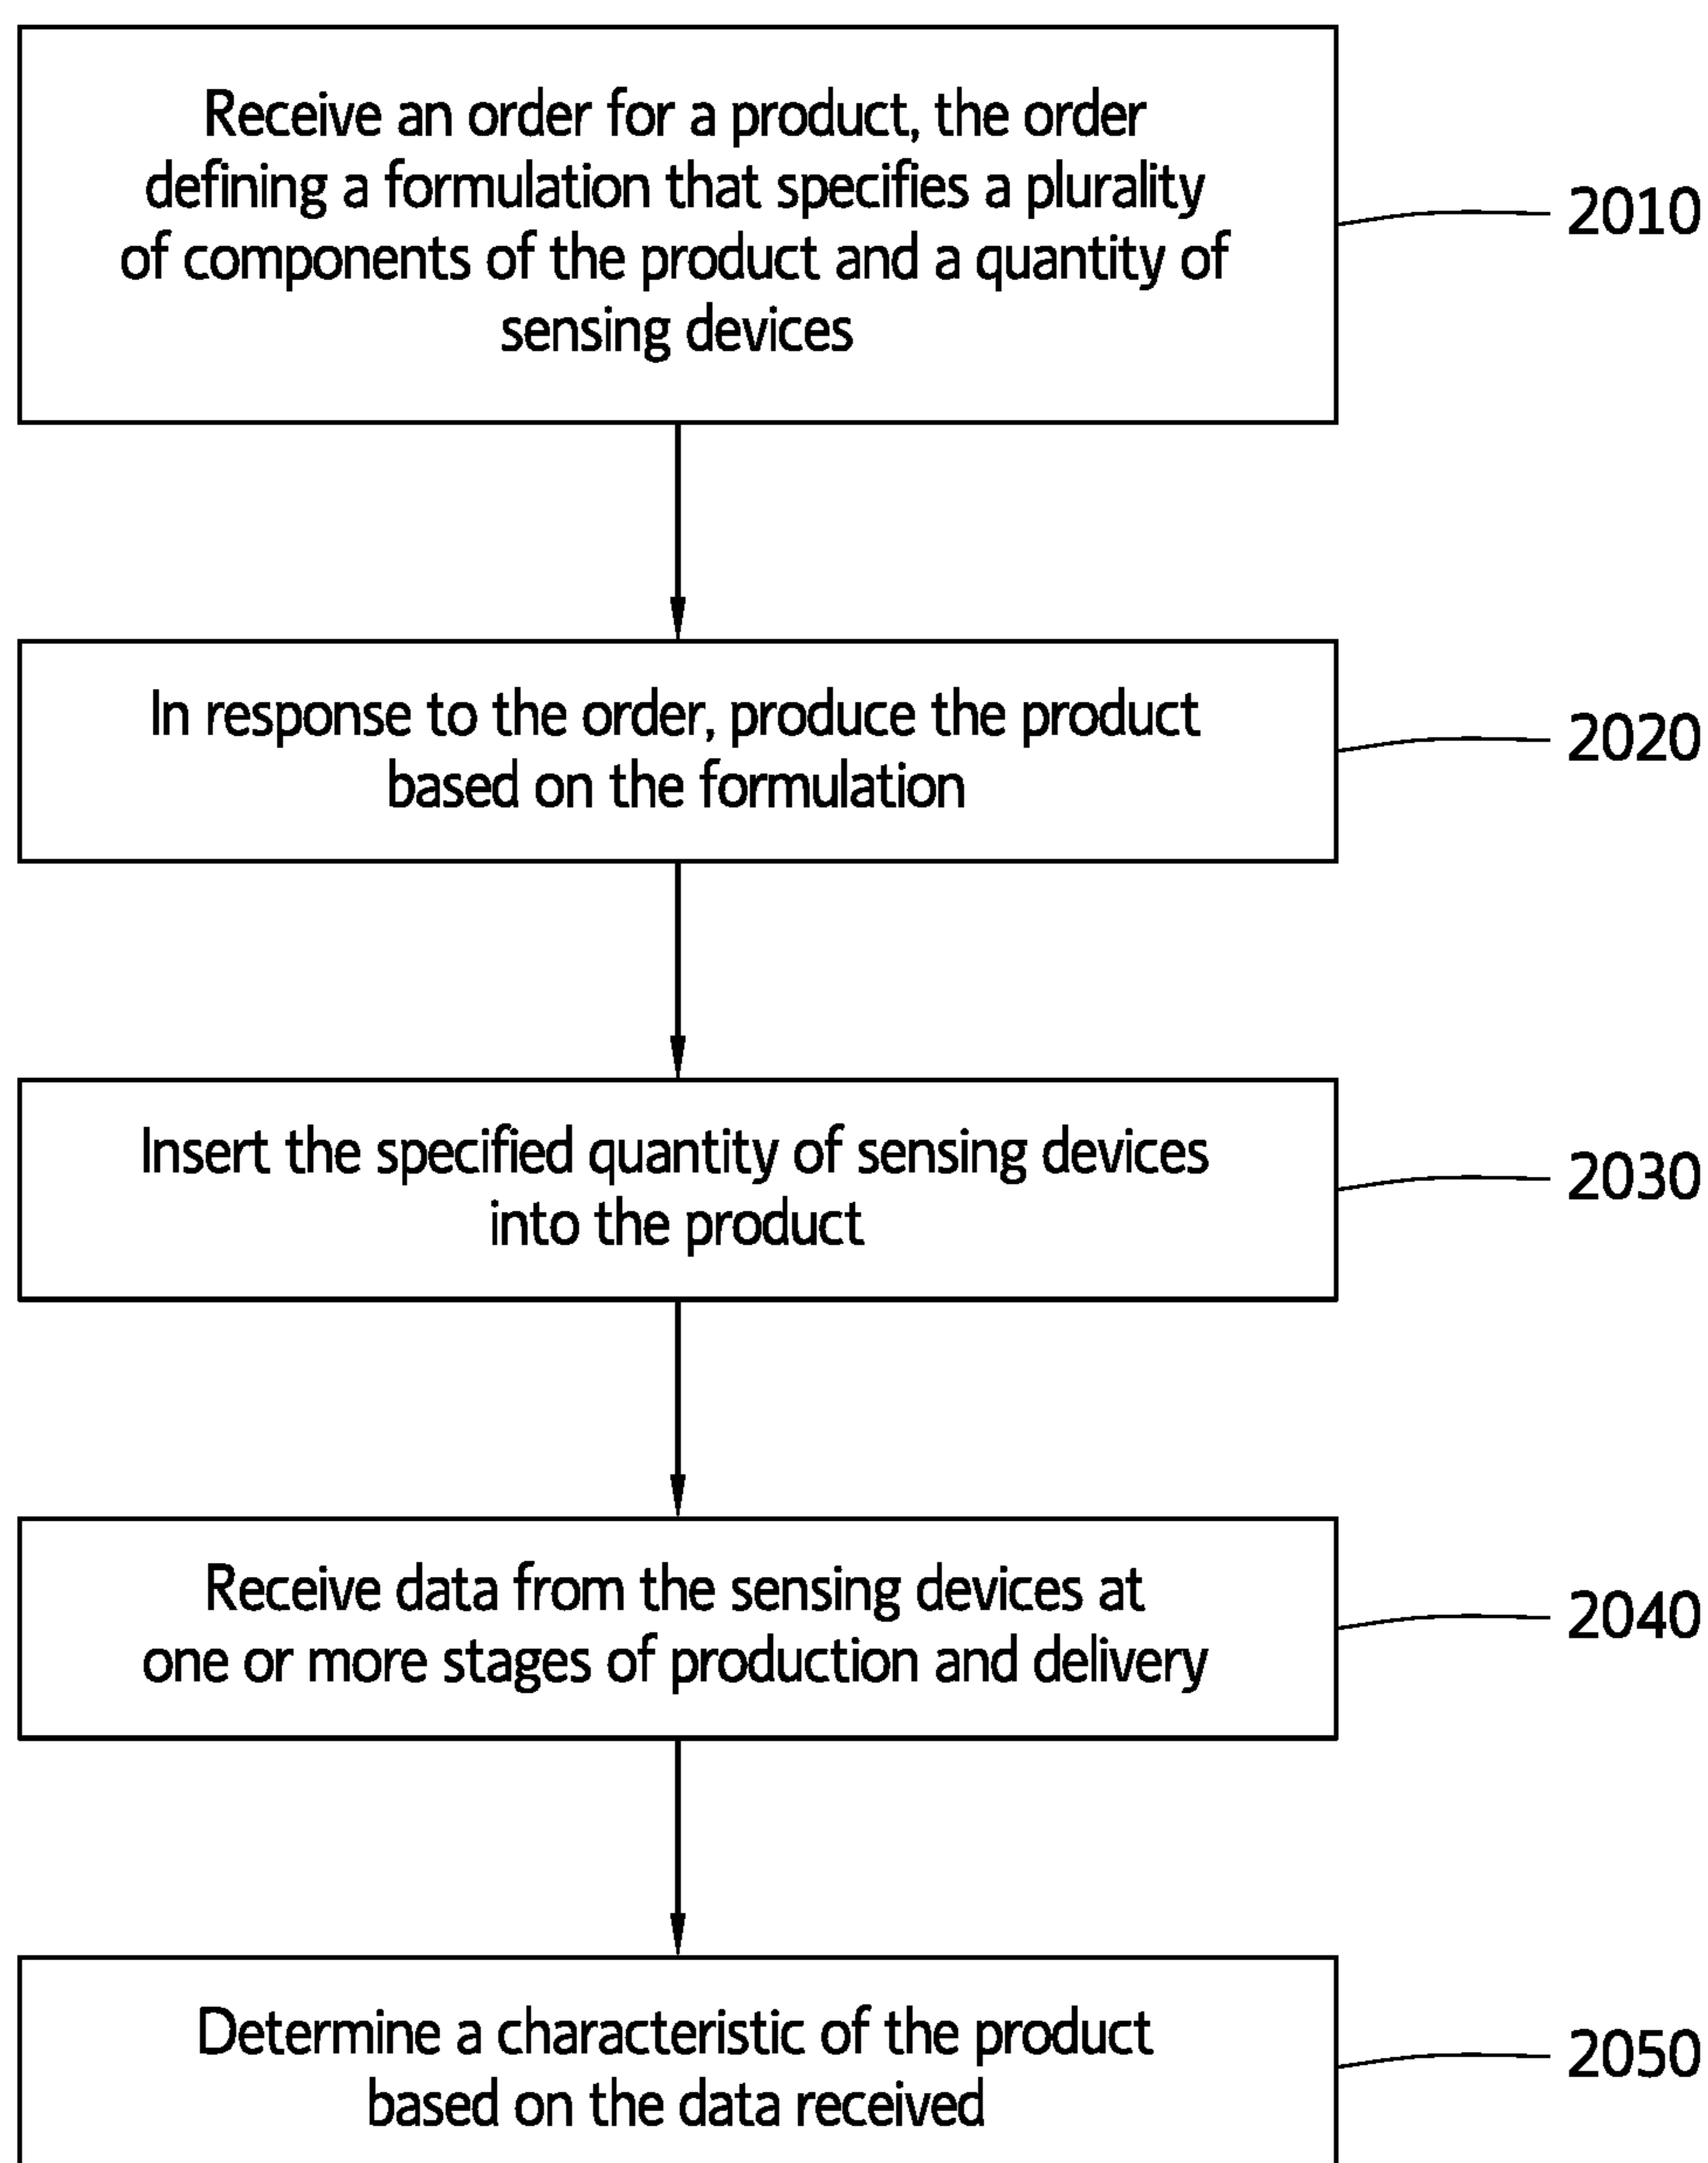 Receive an order for a product, the order
defining a formulation that specifies a plurality
of components of the product and a quantity of
sensing devices
2010
In response to the order, produce the product
based on the formulation
2020
Insert the specified quantity of sensing devices
into the product
2030
Receive data from the sensing devices at
one or more stages of production and delivery
2040
Determine a characteristic of the product
based on the data received
2050